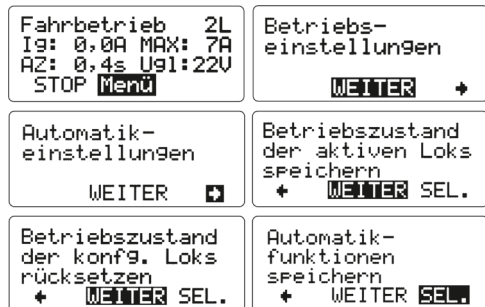 Fahrbetrieb 2L
Ig: 0,0A MAX: 7A
AZ: 0,4s Ugl:22V
STOP Menü
Betriebs-
einstellungen
WEITER →
Automatik-
einstellungen
WEITER →
Betriebszustand
der aktiven Loks
speichern
← WEITER SEL.
Betriebszustand
der konfg. Loks
rücksetzen
← WEITER SEL.
Automatik-
funktionen
speichern
← WEITER SEL.